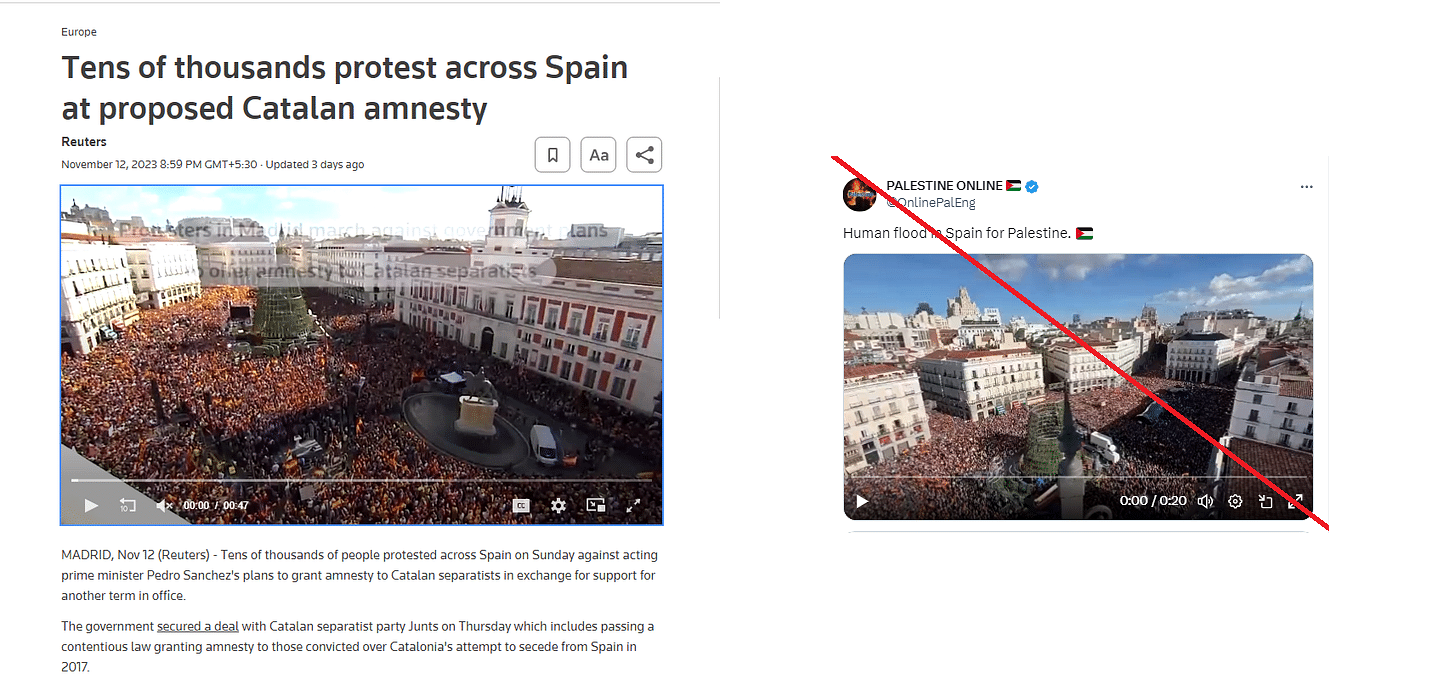 Europe
Tens of thousands protest across Spain
at proposed Catalan amnesty
Reuters
November 12, 2023 8:59 PM GMT+5:30 · Updated 3 days ago
Aa
Protesters in Madrid march against government plans
offer amnesty to Catalan separatists
10
00:00 / 00:47
CC
MADRID, Nov 12 (Reuters) - Tens of thousands of people protested across Spain on Sunday against acting
prime minister Pedro Sanchez's plans to grant amnesty to Catalan separatists in exchange for support for
another term in office.
The government secured a deal with Catalan separatist party Junts on Thursday which includes passing a
contentious law granting amnesty to those convicted over Catalonia's attempt to secede from Spain in
2017.
PALESTINE ONLINE 🇵🇸
@OnlinePalEng
Human flood in Spain for Palestine. 🇵🇸
0:00 / 0:20